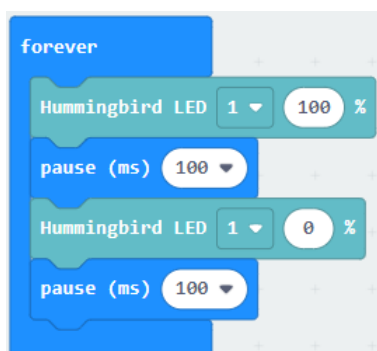 forever
Hummingbird LED 1 100 %
pause (ms) 100
Hummingbird LED 1 0 %
pause (ms) 100